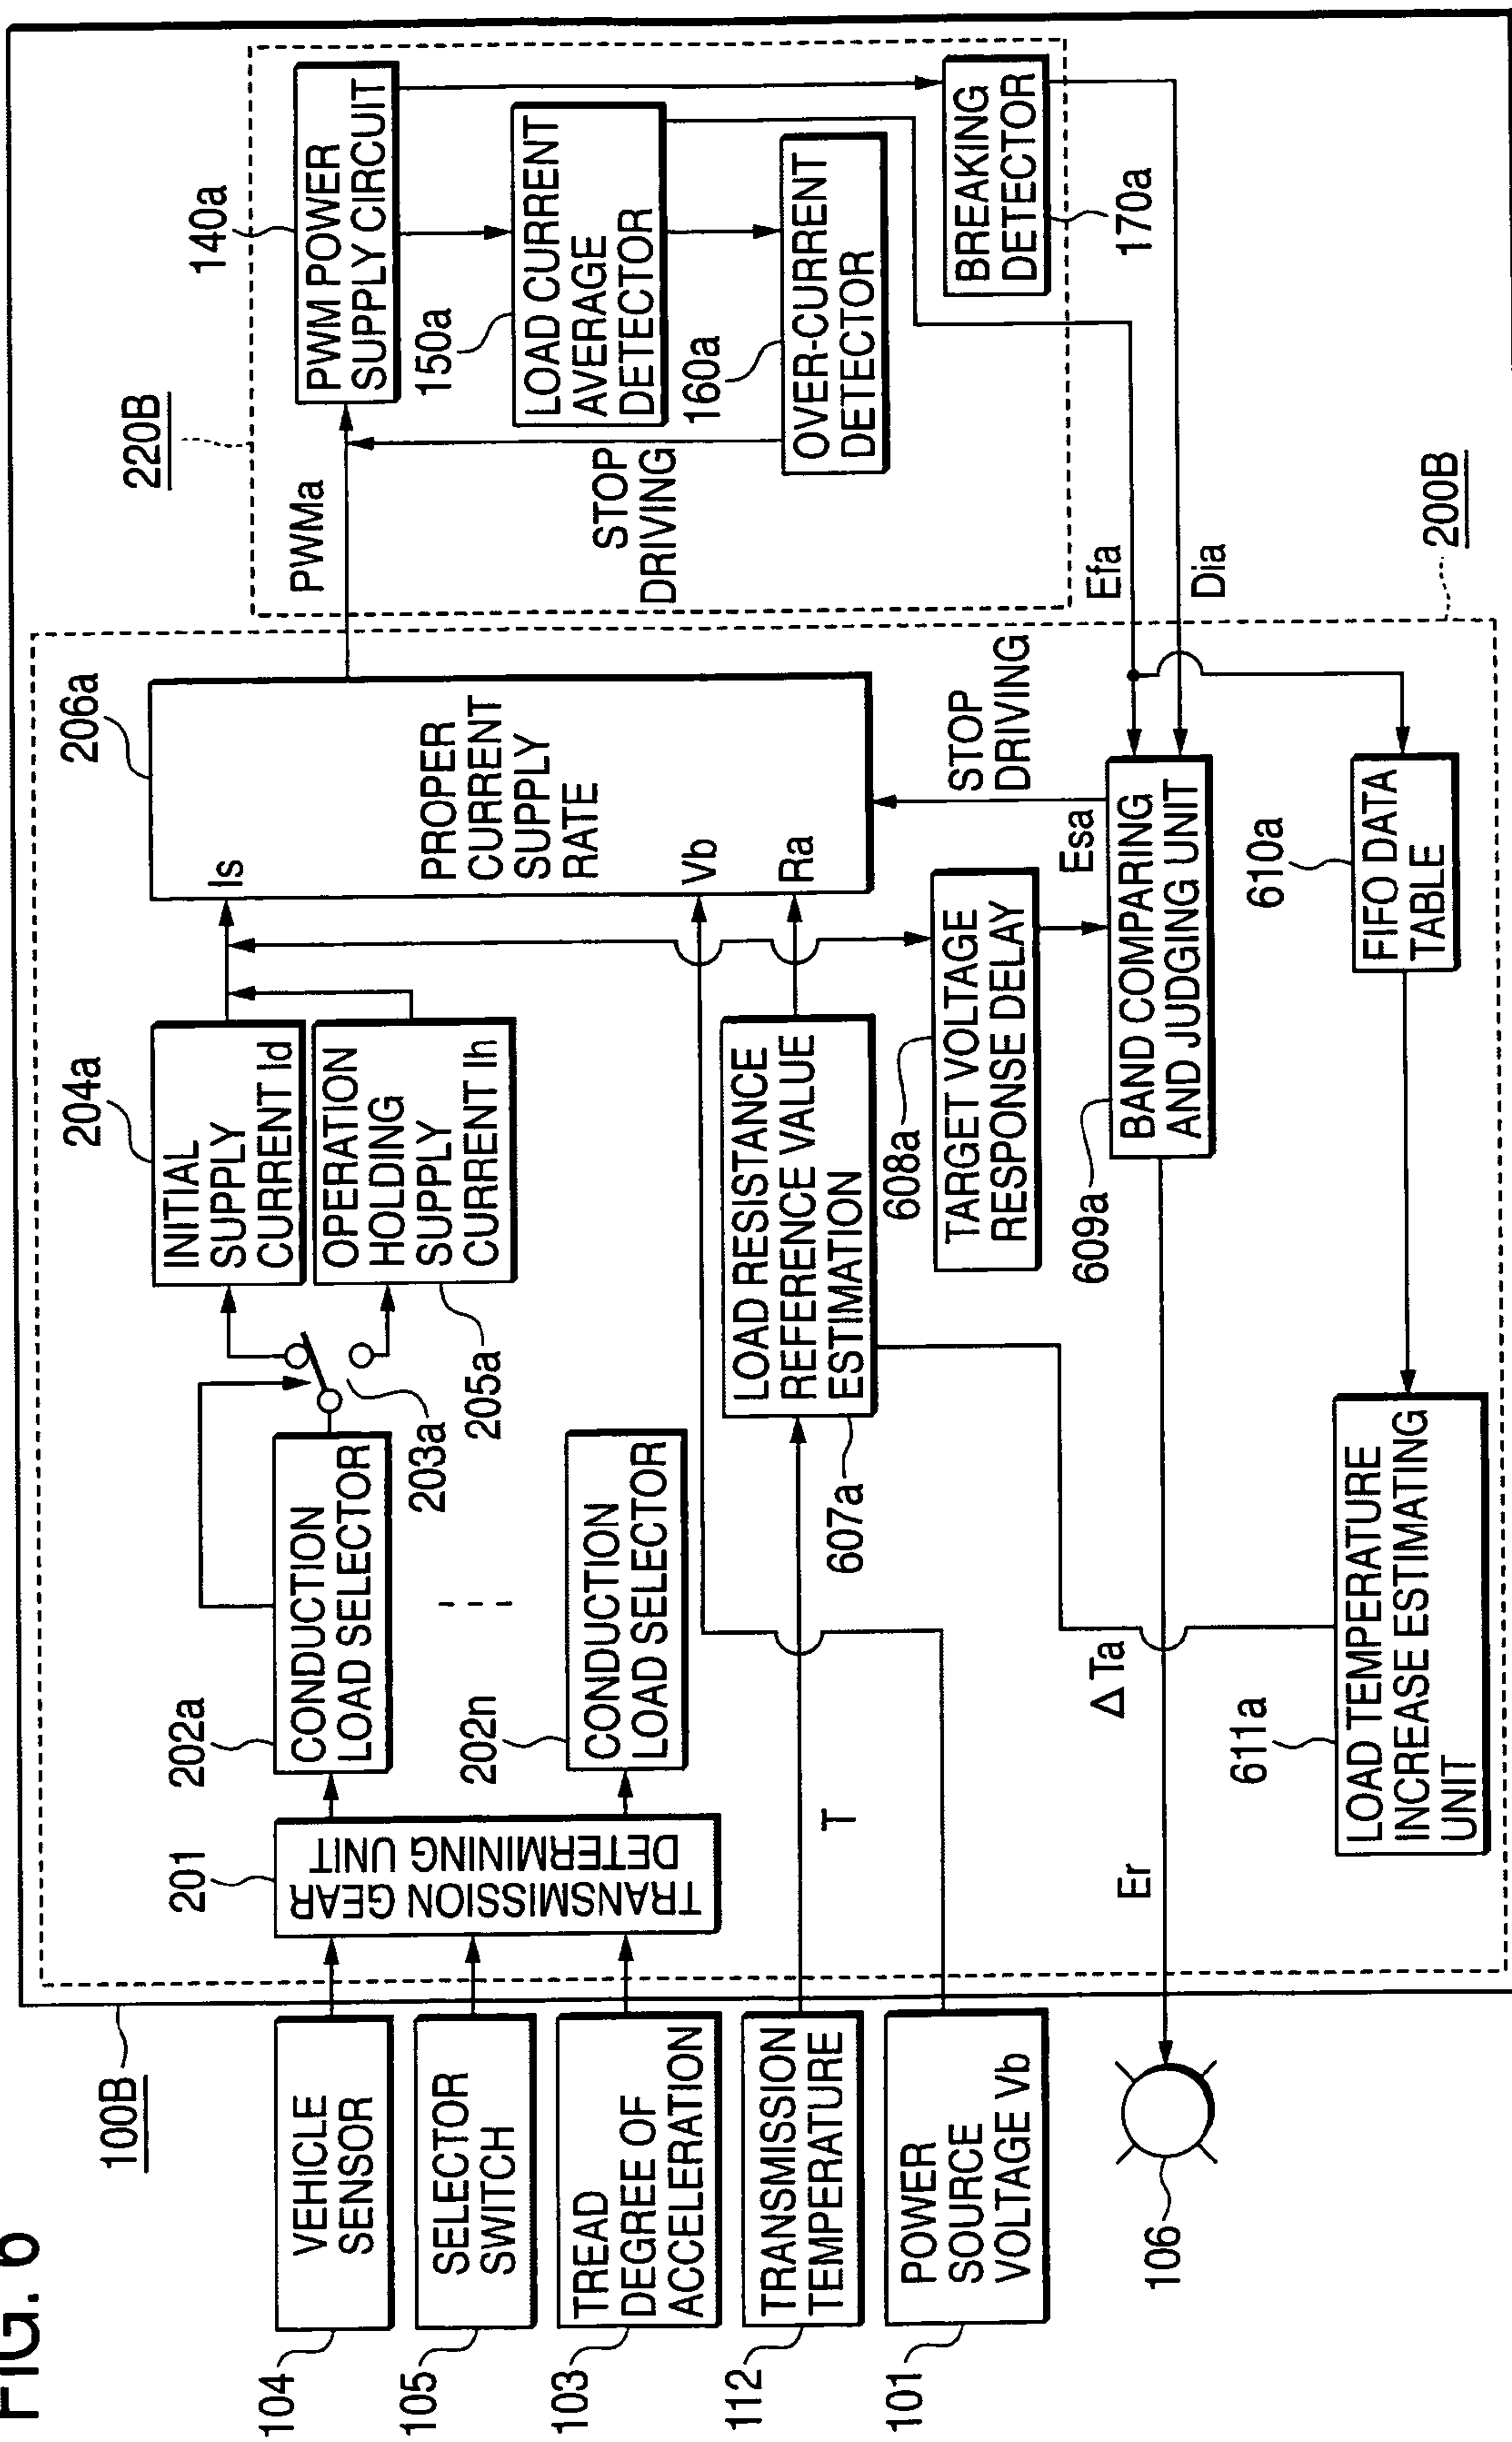 FIG. 6
100B
104
VEHICLE
SENSOR
105
SELECTOR
SWITCH
103
TREAD
DEGREE OF
ACCELERATION
112
TRANSMISSION
TEMPERATURE
101
POWER
SOURCE
VOLTAGE Vb
106
201
TRANSMISSION GEAR
DETERMINING UNIT
202a
CONDUCTION
LOAD SELECTOR
202n
CONDUCTION
LOAD SELECTOR
203a
204a
INITIAL
SUPPLY
CURRENT Id
OPERATION
HOLDING
SUPPLY
CURRENT Ih
205a
T
Er
ΔTa
LOAD RESISTANCE
REFERENCE VALUE
ESTIMATION
607a
608a
TARGET VOLTAGE
RESPONSE DELAY
609a
BAND COMPARING
AND JUDGING UNIT
611a
LOAD TEMPERATURE
INCREASE ESTIMATING
UNIT
610a
FIFO DATA
TABLE
206a
Is
PROPER
CURRENT
SUPPLY
RATE
Vb
Ra
Esa
STOP
DRIVING
Efa
Dia
200B
220B
PWMa
STOP
DRIVING
140a
PWM POWER
SUPPLY CIRCUIT
150a
LOAD CURRENT
AVERAGE
DETECTOR
160a
OVER-CURRENT
DETECTOR
BREAKING
DETECTOR
170a